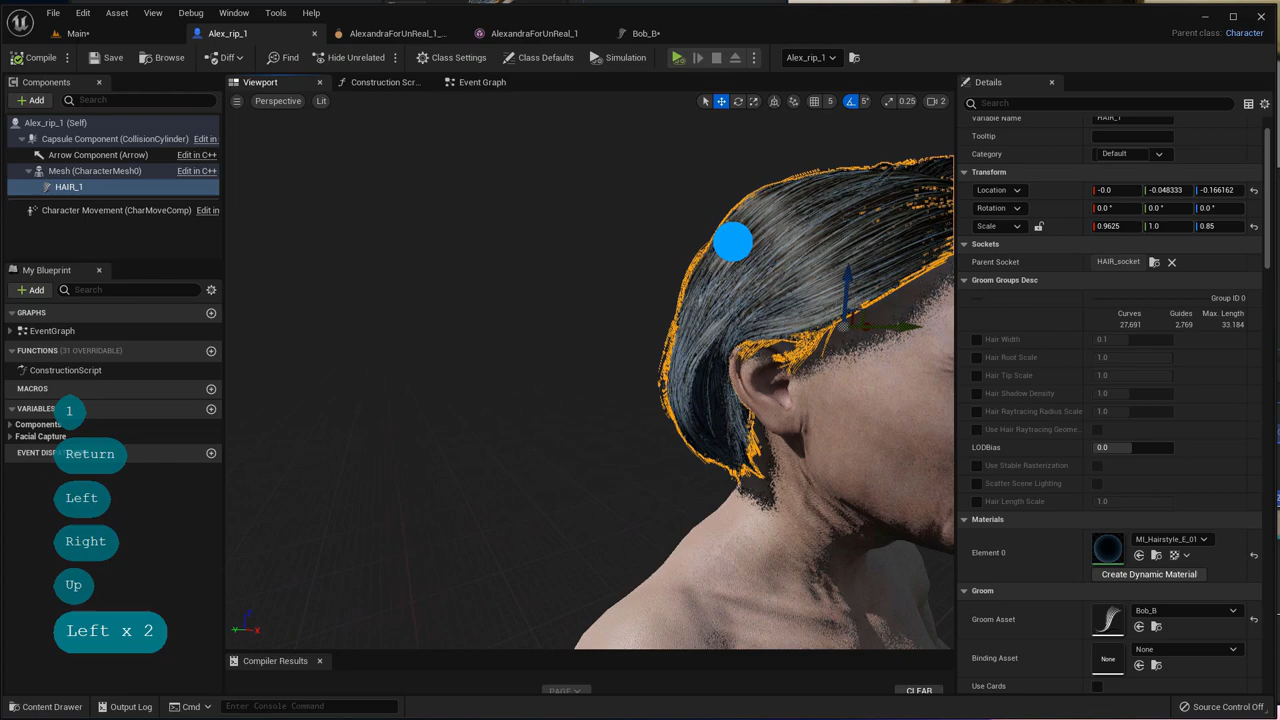 File Edit Asset View Debug Window Tools Help
Parent class: Character
Main* Alex_rip_1 AlexandraForUnReal_1_... AlexandraForUnReal_1 Bob_B*
Compile Save Browse Diff Find Hide Unrelated Class Settings Class Defaults Simulation Alex_rip_1
Components
Add Search
Alex_rip_1 (Self)
Capsule Component (CollisionCylinder) Edit in
Arrow Component (Arrow) Edit in C++
Mesh (CharacterMesh0) Edit in C++
HAIR_1
Character Movement (CharMoveComp) Edit in
My Blueprint
Add Search
GRAPHS
EventGraph
FUNCTIONS (31 OVERRIDABLE)
ConstructionScript
MACROS
VARIABLES
Components
Facial Capture
EVENT DISPA
1
Return
Left
Right
Up
Left x 2
Viewport Construction Scr... Event Graph
Perspective Lit
5 5° 0.25 2
Compiler Results
PAGE CLEAR
Details
Search
Variable Name HAIR_1
Tooltip
Category Default
Transform
Location -0.0 -0.048333 -0.166162
Rotation 0.0 ° 0.0 ° 0.0 °
Scale 0.9625 1.0 0.85
Sockets
Parent Socket HAIR_socket
Groom Groups Desc
Group ID 0
Curves Guides Max. Length
27,691 2,769 33.184
Hair Width 0.1
Hair Root Scale 1.0
Hair Tip Scale 1.0
Hair Shadow Density 1.0
Hair Raytracing Radius Scale 1.0
Use Hair Raytracing Geome...
LODBias 0.0
Use Stable Rasterization
Scatter Scene Lighting
Hair Length Scale 1.0
Materials
Element 0 MI_Hairstyle_E_01
Create Dynamic Material
Groom
Groom Asset Bob_B
Binding Asset None None
Use Cards
Content Drawer Output Log Cmd Enter Console Command Source Control Off